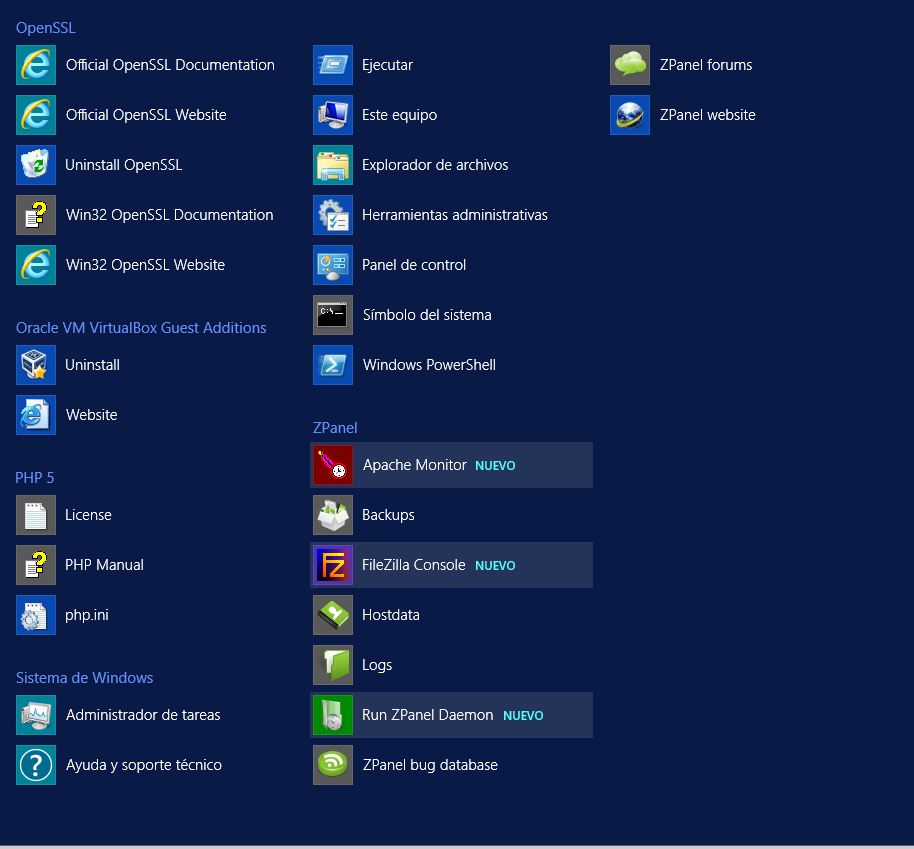 OpenSSL
Official OpenSSL Documentation
Official OpenSSL Website
Uninstall OpenSSL
Win32 OpenSSL Documentation
Win32 OpenSSL Website
Oracle VM VirtualBox Guest Additions
Uninstall
Website
PHP 5
License
PHP Manual
php.ini
Sistema de Windows
Administrador de tareas
Ayuda y soporte técnico
Ejecutar
Este equipo
Explorador de archivos
Herramientas administrativas
Panel de control
Símbolo del sistema
Windows PowerShell
ZPanel
Apache Monitor NUEVO
Backups
FileZilla Console NUEVO
Hostdata
Logs
Run ZPanel Daemon NUEVO
ZPanel bug database
ZPanel forums
ZPanel website